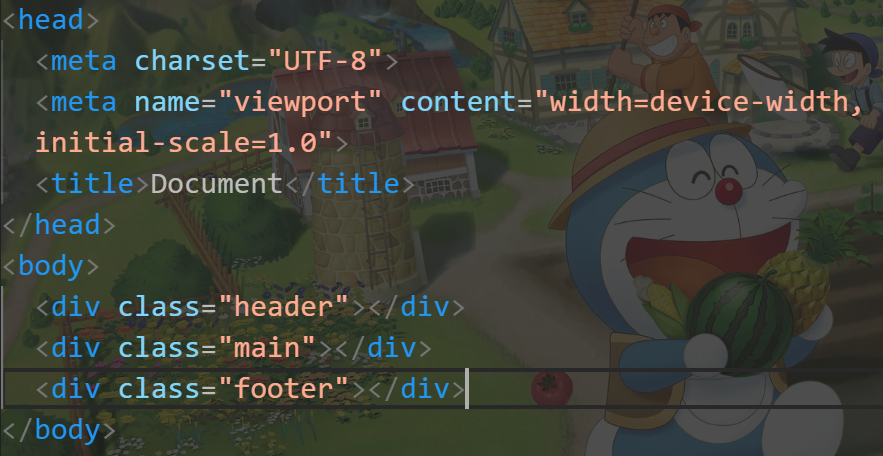 <head>
<meta charset="UTF-8">
<meta name="viewport" content="width=device-width,
initial-scale=1.0">
<title>Document</title>
</head>
<body>
<div class="header"></div>
<div class="main"></div>
<div class="footer"></div>
</body>